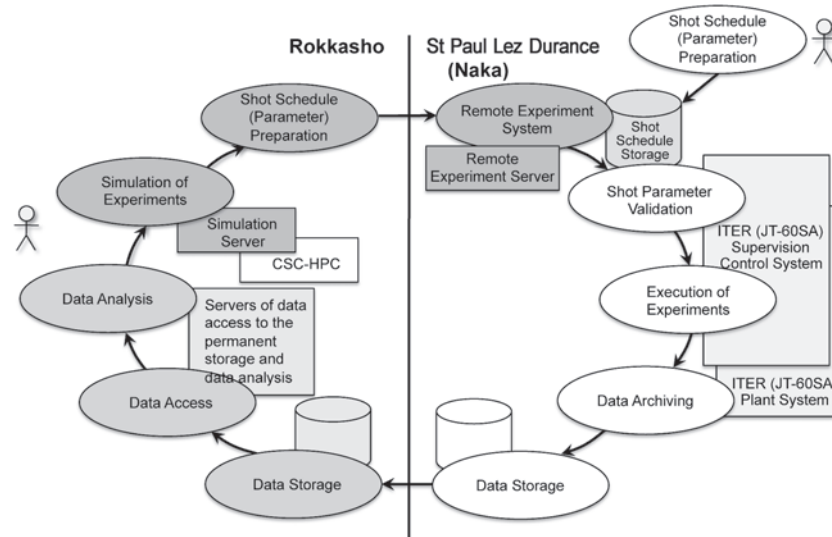 Rokkasho
St Paul Lez Durance
(Naka)
Shot Schedule
(Parameter)
Preparation
Shot Schedule
(Parameter)
Preparation
Remote Experiment
System
Shot
Schedule
Storage
Remote
Experiment Server
Simulation of
Experiments
Shot Parameter
Validation
Simulation
Server
CSC-HPC
ITER (JT-60SA)
Supervision
Control System
Data Analysis
Servers of data
access to the
permanent
storage and
data analysis
Execution of
Experiments
Data Access
Data Archiving
ITER (JT-60SA)
Plant System
Data Storage
Data Storage